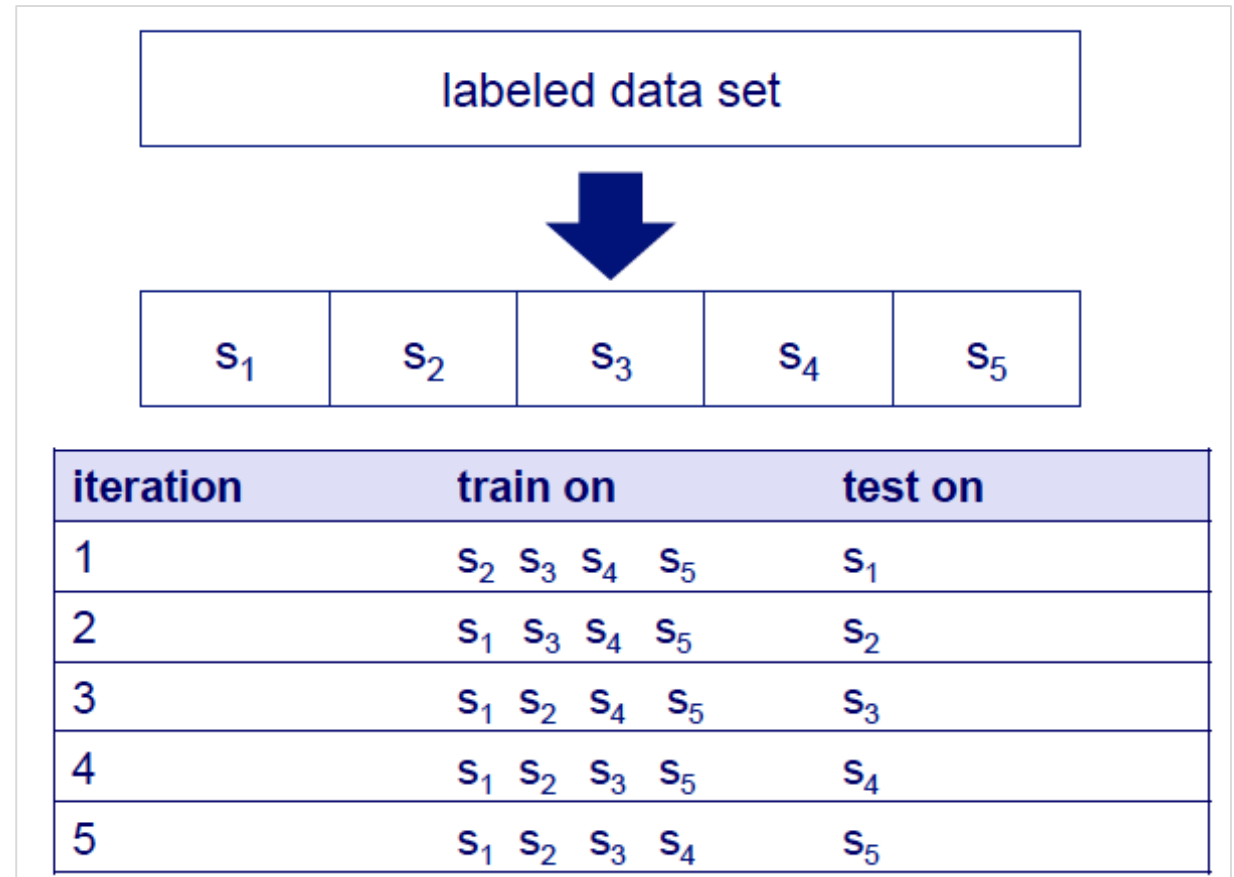 labeled data set
s₁ s₂ s₃ s₄ s₅
iteration train on test on
1 s₂ s₃ s₄ s₅ s₁
2 s₁ s₃ s₄ s₅ s₂
3 s₁ s₂ s₄ s₅ s₃
4 s₁ s₂ s₃ s₅ s₄
5 s₁ s₂ s₃ s₄ s₅